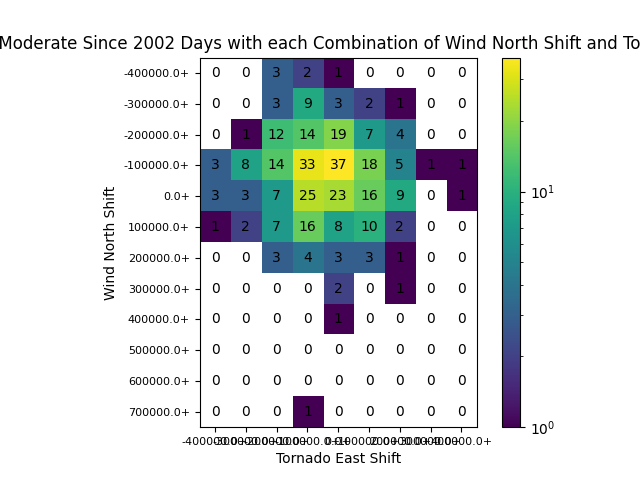 Moderate Since 2002 Days with each Combination of Wind North Shift and To
-400000.0+ 0 0 3 2 1 0 0 0 0
-300000.0+ 0 0 3 9 3 2 1 0 0
-200000.0+ 0 1 12 14 19 7 4 0 0
-100000.0+ 3 8 14 33 37 18 5 1 1
0.0+ 3 3 7 25 23 16 9 0 1
100000.0+ 1 2 7 16 8 10 2 0 0
200000.0+ 0 0 3 4 3 3 1 0 0
300000.0+ 0 0 0 0 2 0 1 0 0
400000.0+ 0 0 0 0 1 0 0 0 0
500000.0+ 0 0 0 0 0 0 0 0 0
600000.0+ 0 0 0 0 0 0 0 0 0
700000.0+ 0 0 0 1 0 0 0 0 0
Wind North Shift
Tornado East Shift
10¹
10⁰